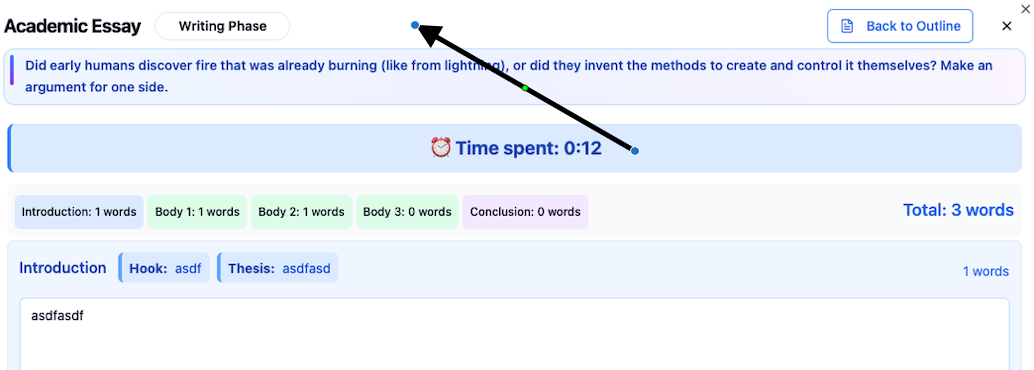 Academic Essay Writing Phase Back to Outline
Did early humans discover fire that was already burning (like from lightning), or did they invent the methods to create and control it themselves? Make an
argument for one side.
Time spent: 0:12
Introduction: 1 words Body 1: 1 words Body 2: 1 words Body 3: 0 words Conclusion: 0 words Total: 3 words
Introduction Hook: asdf Thesis: asdfasd 1 words
asdfasdf